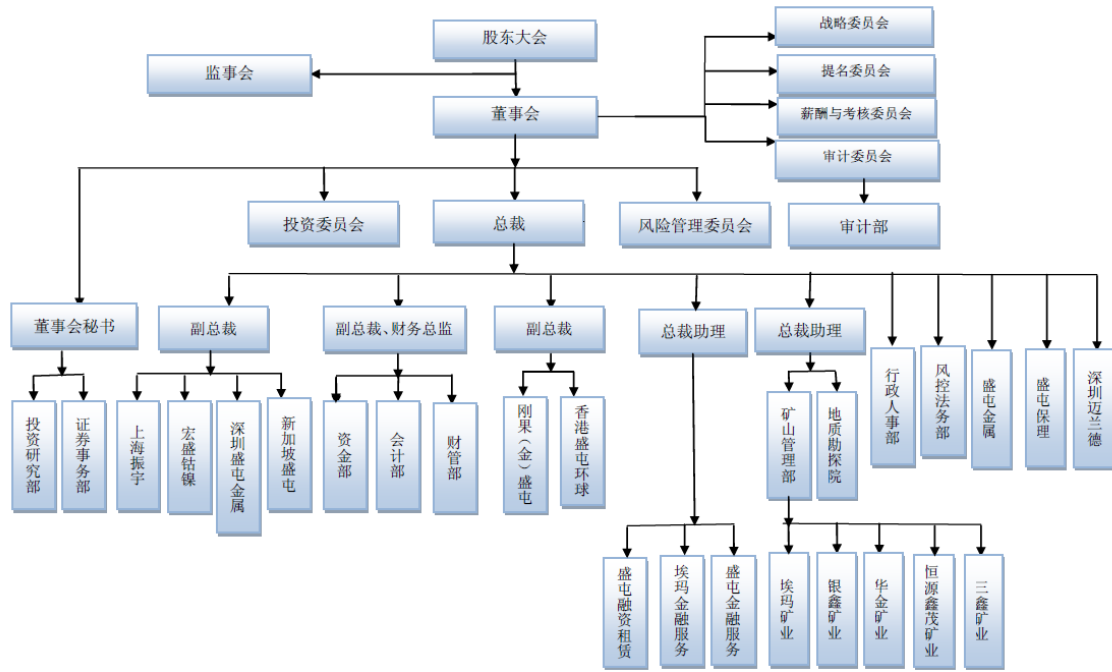 股东大会
战略委员会
监事会
提名委员会
董事会
薪酬与考核委员会
审计委员会
投资委员会
总裁
风险管理委员会
审计部
董事会秘书
副总裁
副总裁、财务总监
副总裁
总裁助理
总裁助理
行政人事部
风控法务部
盛屯金属
盛屯保理
深圳迈兰德
投资研究部
证券事务部
上海振宇
宏盛钴镍
深圳盛屯金属
新加坡盛屯
资金部
会计部
财管部
刚果（金）盛屯
香港盛屯环球
矿山管理部
地质勘探院
盛屯融资租赁
埃玛金融服务
盛屯金融服务
埃玛矿业
银鑫矿业
华金矿业
恒源鑫茂矿业
三鑫矿业